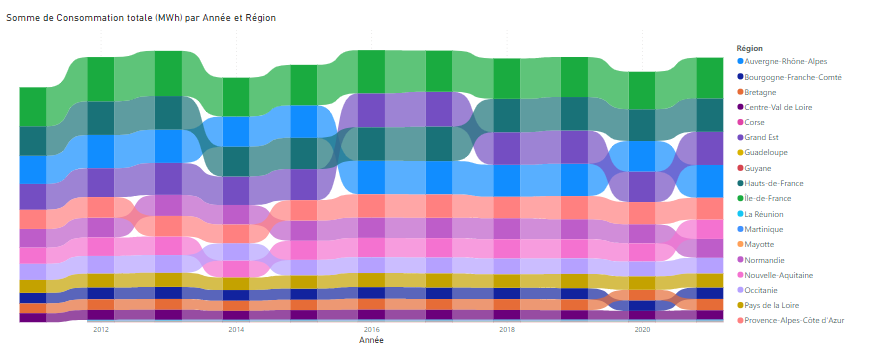 Somme de Consommation totale (MWh) par Année et Région
Région
Auvergne-Rhône-Alpes
Bourgogne-Franche-Comté
Bretagne
Centre-Val de Loire
Corse
Grand Est
Guadeloupe
Guyane
Hauts-de-France
Île-de-France
La Réunion
Martinique
Mayotte
Normandie
Nouvelle-Aquitaine
Occitanie
Pays de la Loire
Provence-Alpes-Côte d'Azur
2012 2014 2016 2018 2020
Année